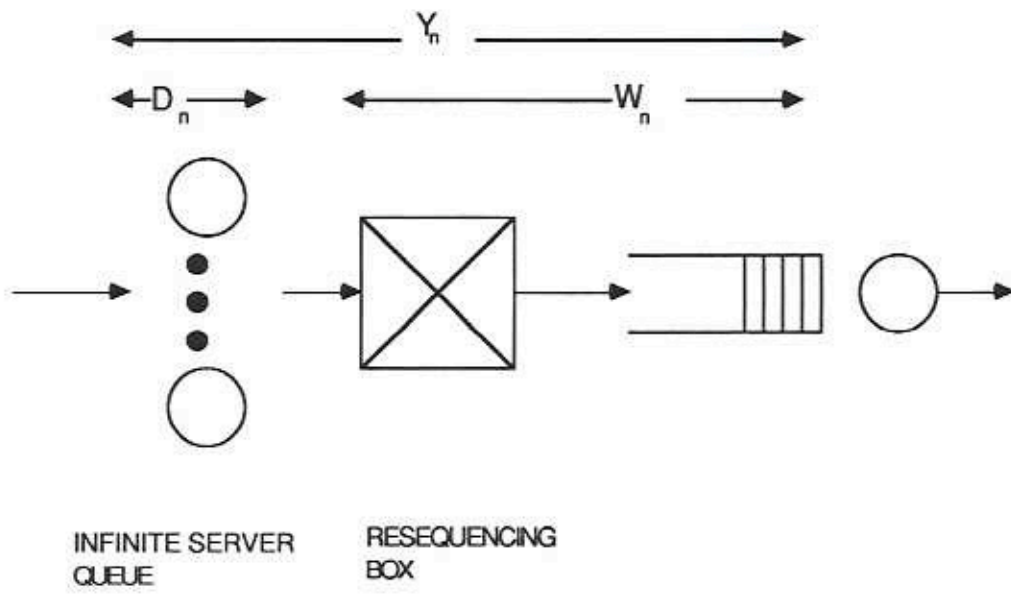 Yn
Dn
Wn
INFINITE SERVER
QUEUE
RESEQUENCING
BOX